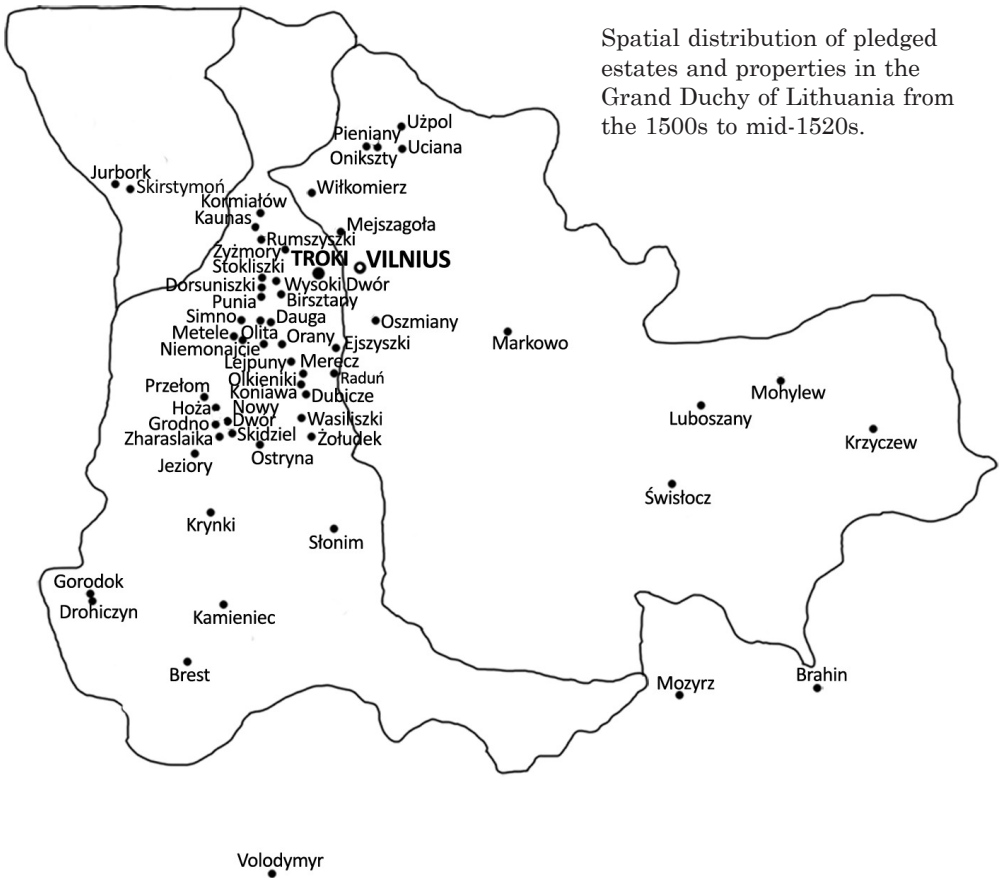 Spatial distribution of pledged
estates and properties in the
Grand Duchy of Lithuania from
the 1500s to mid-1520s.
Użpol
Pieniany
Uciana
Onikszty
Jurbork
Skirstymoń
Wiłkomierz
Kormiałów
Kaunas
Mejszagoła
Rumszyszki
Zyżmory
TROKI
VILNIUS
Stokliszki
Dorsuniszki
Wysoki Dwór
Punia
Birsztany
Simno
Dauga
Oszmiany
Metele
Olita
Orany
Ejszyszki
Markowo
Niemonajcie
Lejpuny
Merecz
Olkieniki
Raduń
Przełom
Koniawa
Dubicze
Mohylew
Hoża
Nowy
Dwór
Wasiliszki
Luboszany
Grodno
Skidziel
Zharaslaika
Żołudek
Krzyczew
Jeziory
Ostryna
Świsłocz
Krynki
Słonim
Gorodok
Drohiczyn
Kamieniec
Brest
Mozyrz
Brahin
Volodymyr